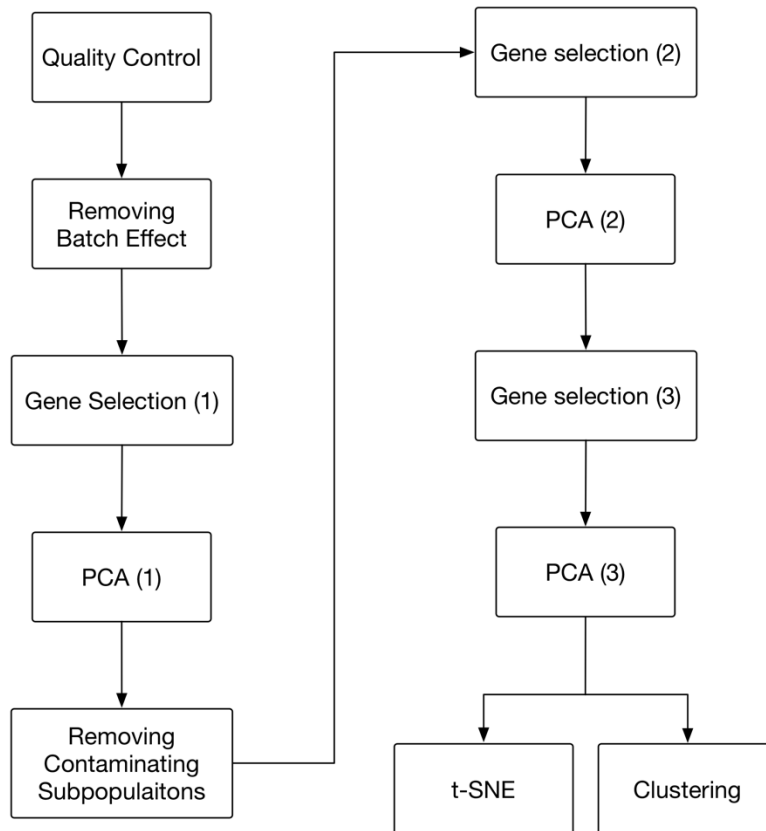 Quality Control
Removing
Batch Effect
Gene Selection (1)
PCA (1)
Removing
Contaminating
Subpopulaitons
Gene selection (2)
PCA (2)
Gene selection (3)
PCA (3)
t-SNE
Clustering